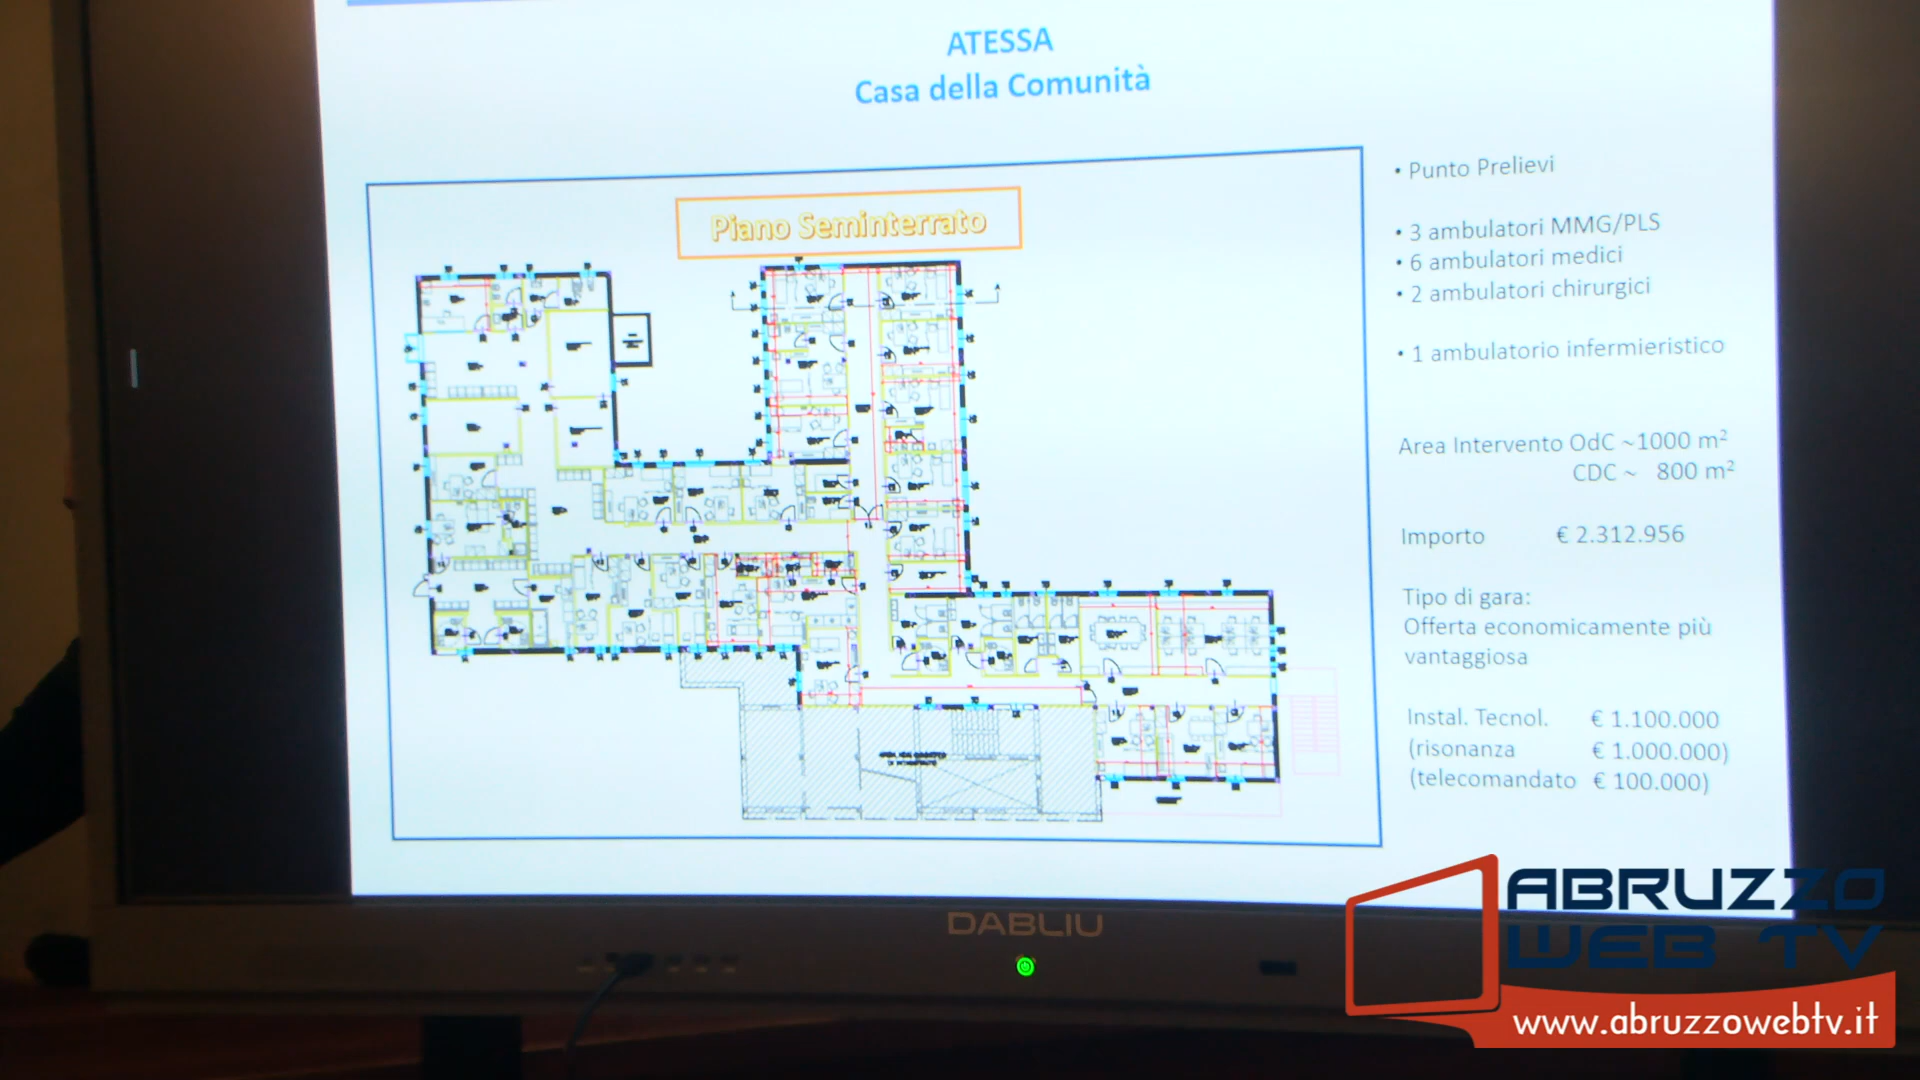 ATESSA
Casa della Comunità
Piano Seminterrato
• Punto Prelievi
• 3 ambulatori MMG/PLS
• 6 ambulatori medici
• 2 ambulatori chirurgici
• 1 ambulatorio infermieristico
Area Intervento OdC ~1000 m²
CDC ~ 800 m²
Importo € 2.312.956
Tipo di gara:
Offerta economicamente più
vantaggiosa
Instal. Tecnol. € 1.100.000
(risonanza € 1.000.000)
(telecomandato € 100.000)
DABLIU
ABRUZZO
WEB TV
www.abruzzowebtv.it